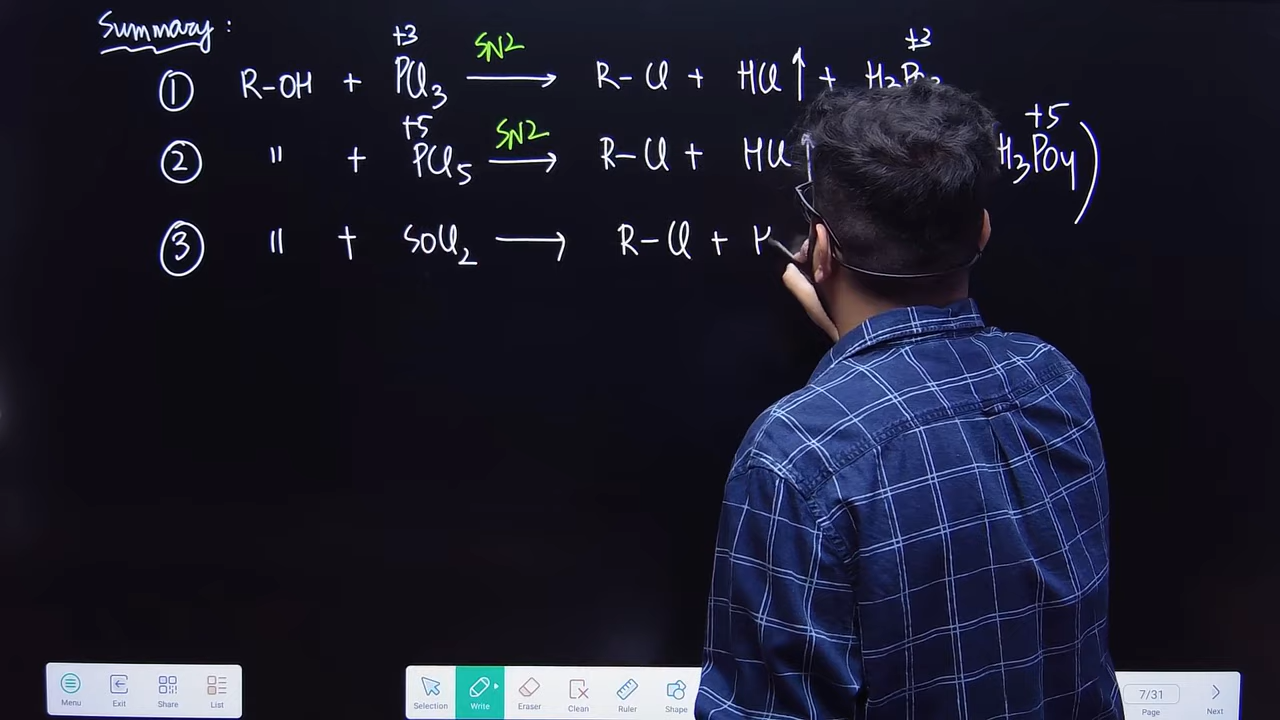 Summary :
+3 SN2 +3
① R-OH + PCl3 ⟶ R-Cl + HCl ↑ +
+5 SN2 +5
② " + PCl5 ⟶ R-Cl + HCl H3PO4)
③ " + SOCl2 ⟶ R-Cl + H
Menu Exit Share List Selection Write Eraser Clean Ruler Shape 7/31 Page Next